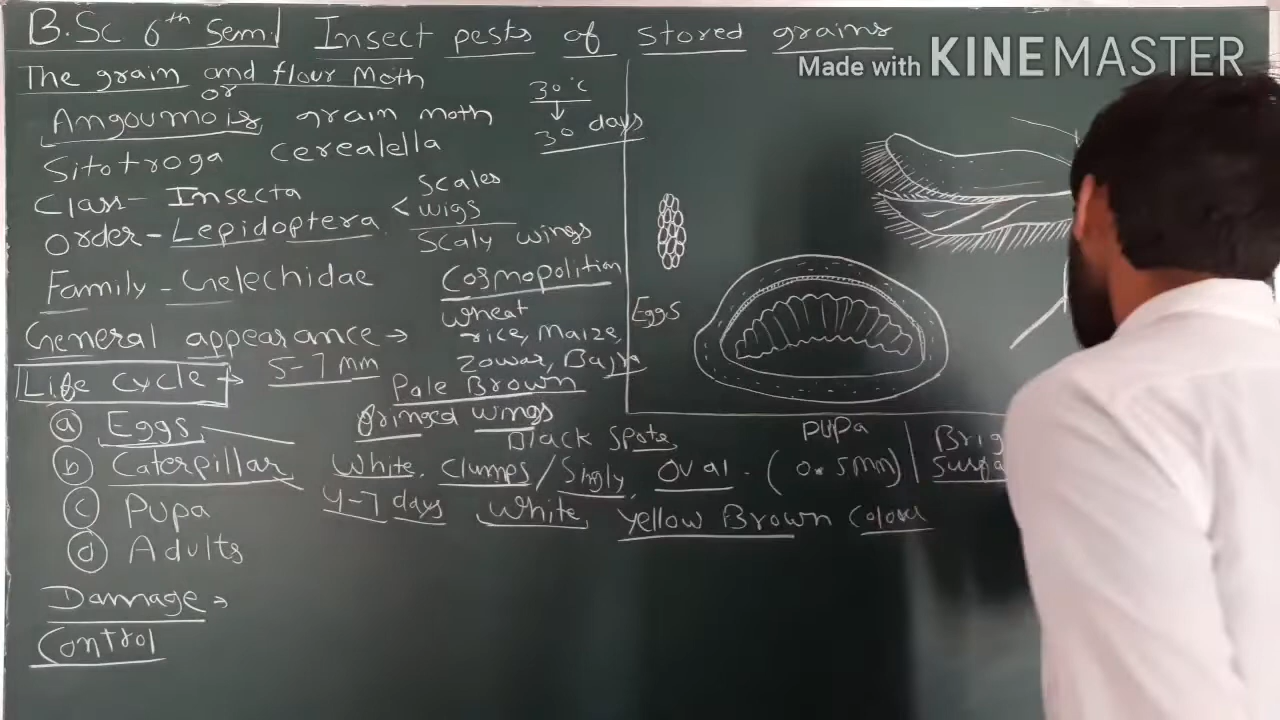 B.Sc 6th Sem. Insect pests of stored grains
Made with KINEMASTER
The grain and flour Moth
or
Angoumois grain moth
30°C
30 days
Sitotroga cerealella
Class- Insecta
Order- Lepidoptera < Scales
wigs
Scaly wings
Family - Gelechidae
Cosmopolition
Wheat
rice, Maize,
Zowar, Bajra
General appearance →
Life cycle → 5-7 mm
Pale Brown
Fringed wings
Black Spots
Eggs
Pupa
(a) Eggs
(b) Caterpillar
White, Clumps/Singly, Oval - (0.5mm)
4-7 days White Yellow Brown Colour
(c) Pupa
(d) Adults
Damage →
Control